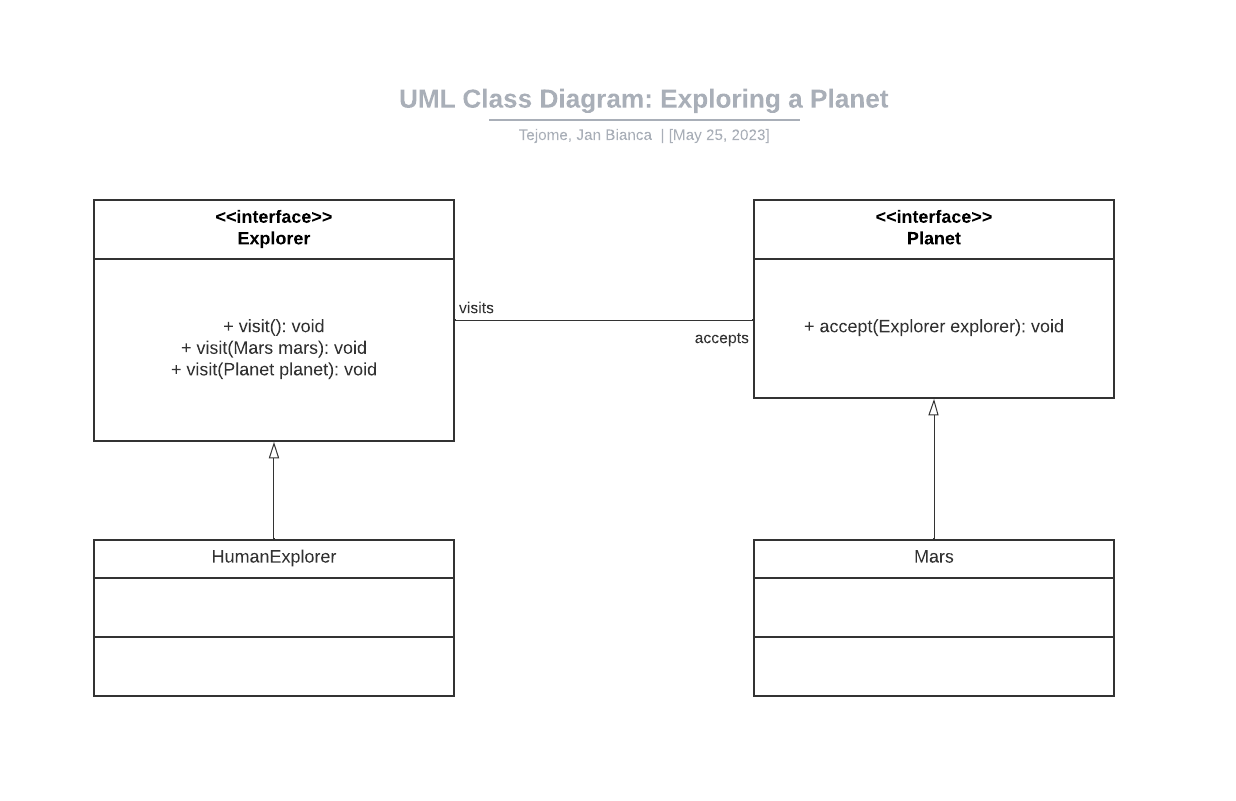 UML Class Diagram: Exploring a Planet
Tejome, Jan Bianca | [May 25, 2023]
<<interface>>
Explorer
+ visit(): void
+ visit(Mars mars): void
+ visit(Planet planet): void
visits
accepts
<<interface>>
Planet
+ accept(Explorer explorer): void
HumanExplorer
Mars